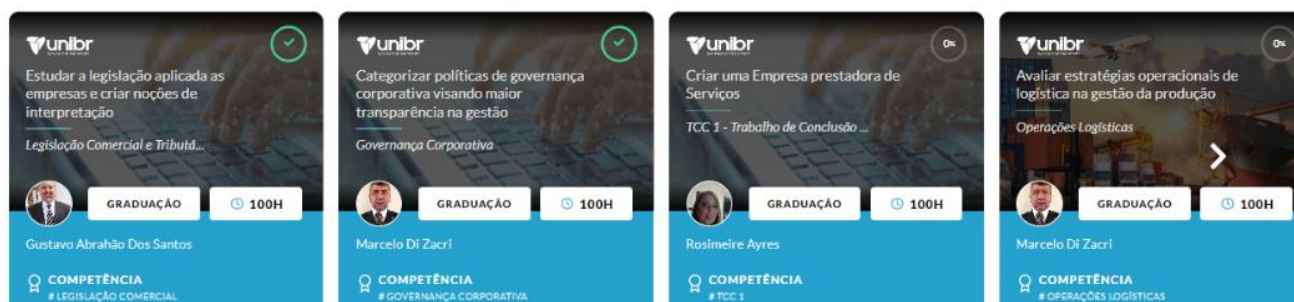 unibr
Estudar a legislação aplicada as
empresas e criar noções de
interpretação
Legislação Comercial e Tributá...
GRADUAÇÃO
100H
Gustavo Abrahão Dos Santos
COMPETÊNCIA
# LEGISLAÇÃO COMERCIAL
unibr
Categorizar políticas de governança
corporativa visando maior
transparência na gestão
Governança Corporativa
GRADUAÇÃO
100H
Marcelo Di Zacri
COMPETÊNCIA
# GOVERNANÇA CORPORATIVA
unibr
0%
Criar uma Empresa prestadora de
Serviços
TCC 1 - Trabalho de Conclusão ...
GRADUAÇÃO
100H
Rosimeire Ayres
COMPETÊNCIA
# TCC 1
unibr
0%
Avaliar estratégias operacionais de
logística na gestão da produção
Operações Logísticas
GRADUAÇÃO
100H
Marcelo Di Zacri
COMPETÊNCIA
# OPERAÇÕES LOGÍSTICAS